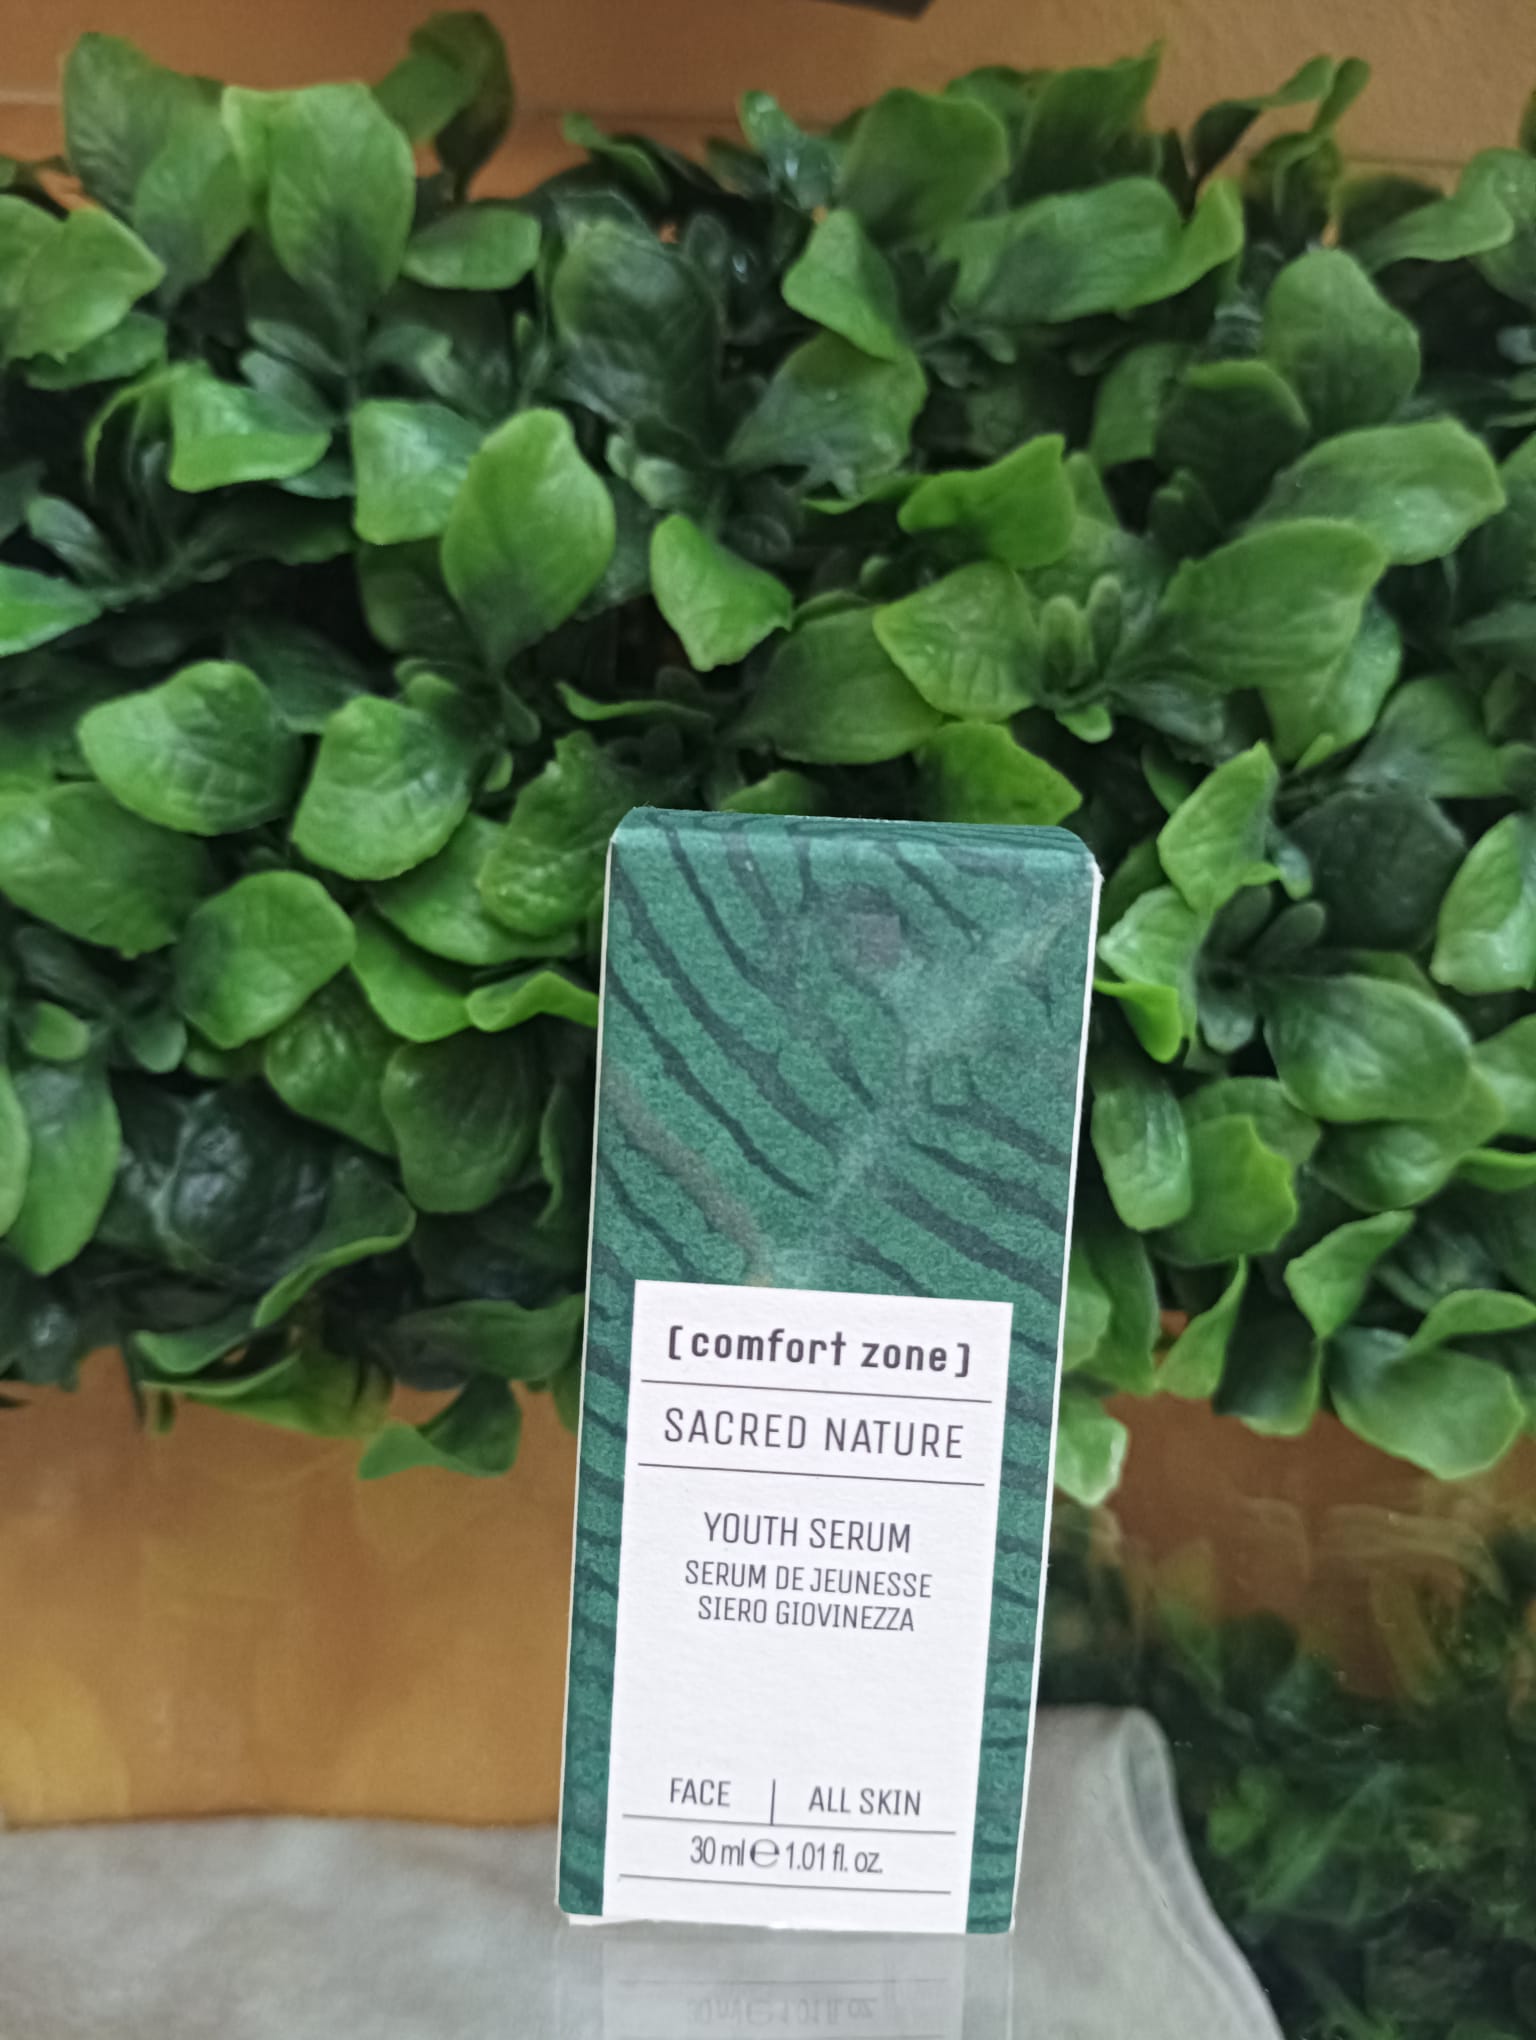 [comfort zone]
SACRED NATURE
YOUTH SERUM
SERUM DE JEUNESSE
SIERO GIOVINEZZA
FACE | ALL SKIN
30 ml ℮ 1.01 fl. oz.